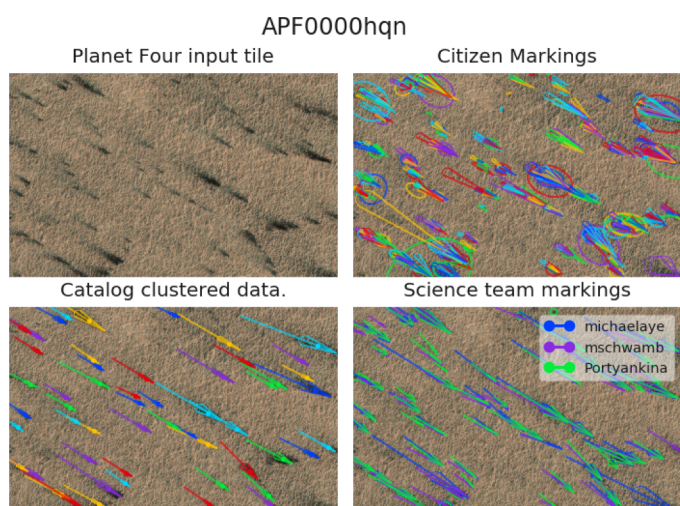 APF0000hqn
Planet Four input tile
Citizen Markings
Catalog clustered data.
Science team markings
michaelaye
mschwamb
Portyankina